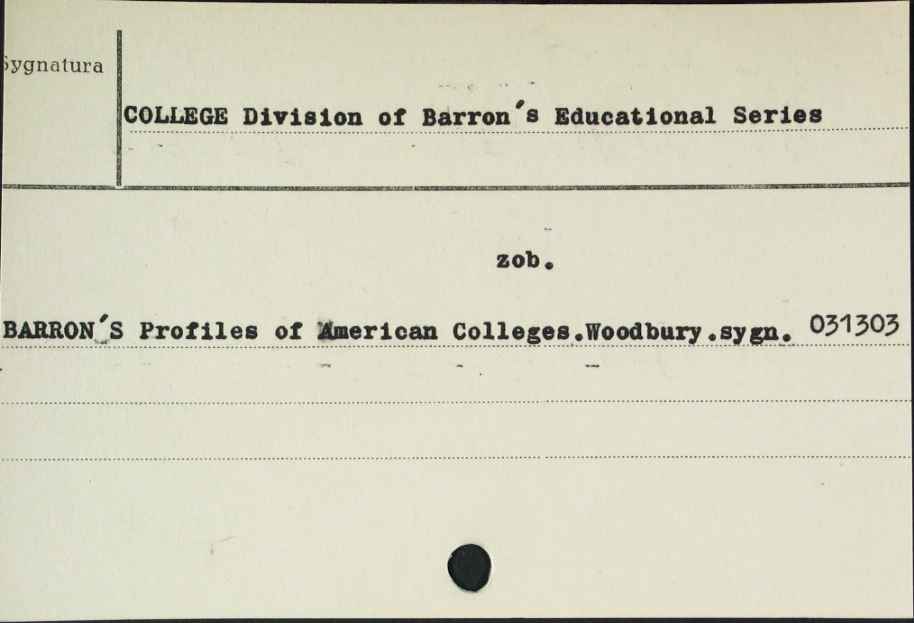 Sygnatura
COLLEGE Division of Barron's Educational Series
zob.
BARRON'S Profiles of American Colleges.Woodbury.sygn. 031303